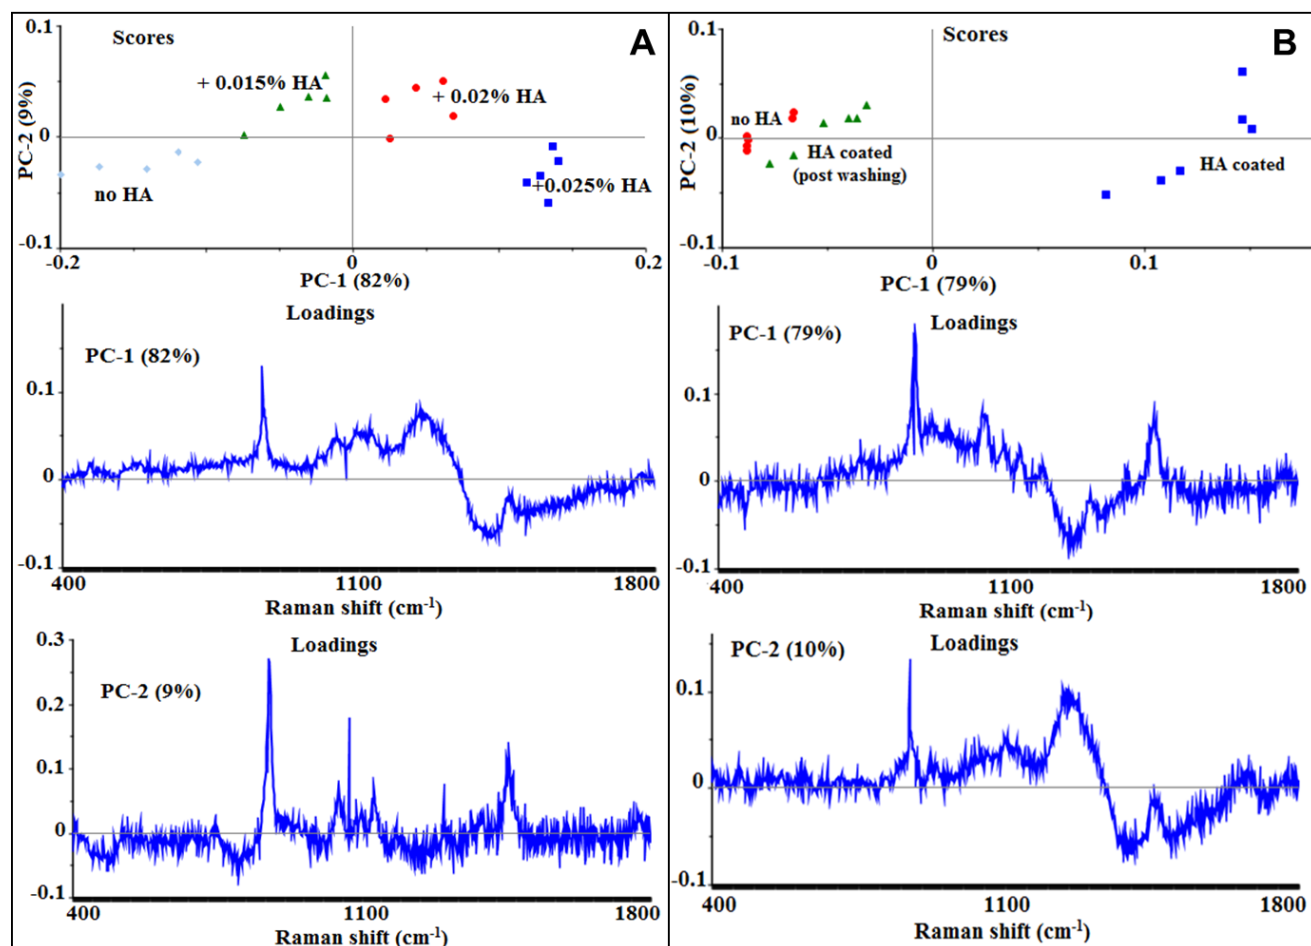 A
Scores
0.1
+ 0.015% HA
+ 0.02% HA
PC-2 (9%)
0
no HA
+0.025% HA
-0.1
-0.2
0
0.2
PC-1 (82%)
Loadings
PC-1 (82%)
0.1
0
-0.1
400
1100
1800
Raman shift (cm⁻¹)
Loadings
0.3
PC-2 (9%)
0.2
0.1
0
-0.1
400
1100
1800
Raman shift (cm⁻¹)
B
Scores
0.1
no HA
PC-2 (10%)
0
HA coated
(post washing)
HA coated
-0.1
-0.1
0
0.1
PC-1 (79%)
Loadings
PC-1 (79%)
0.1
0
-0.1
400
1100
1800
Raman shift (cm⁻¹)
Loadings
PC-2 (10%)
0.1
0
-0.1
400
1100
1800
Raman shift (cm⁻¹)